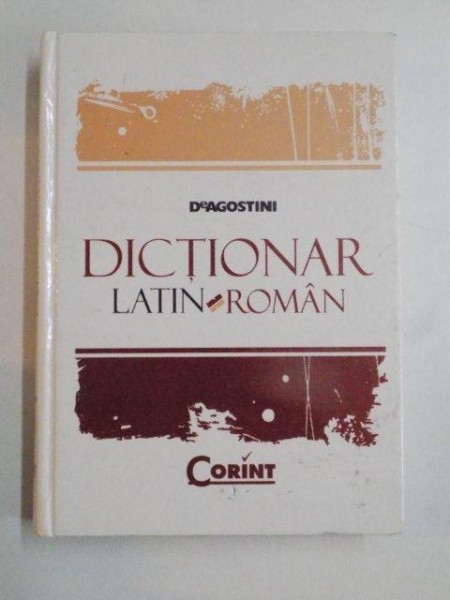 DeAGOSTINI
DICȚIONAR
LATIN-ROMÂN
CORINT